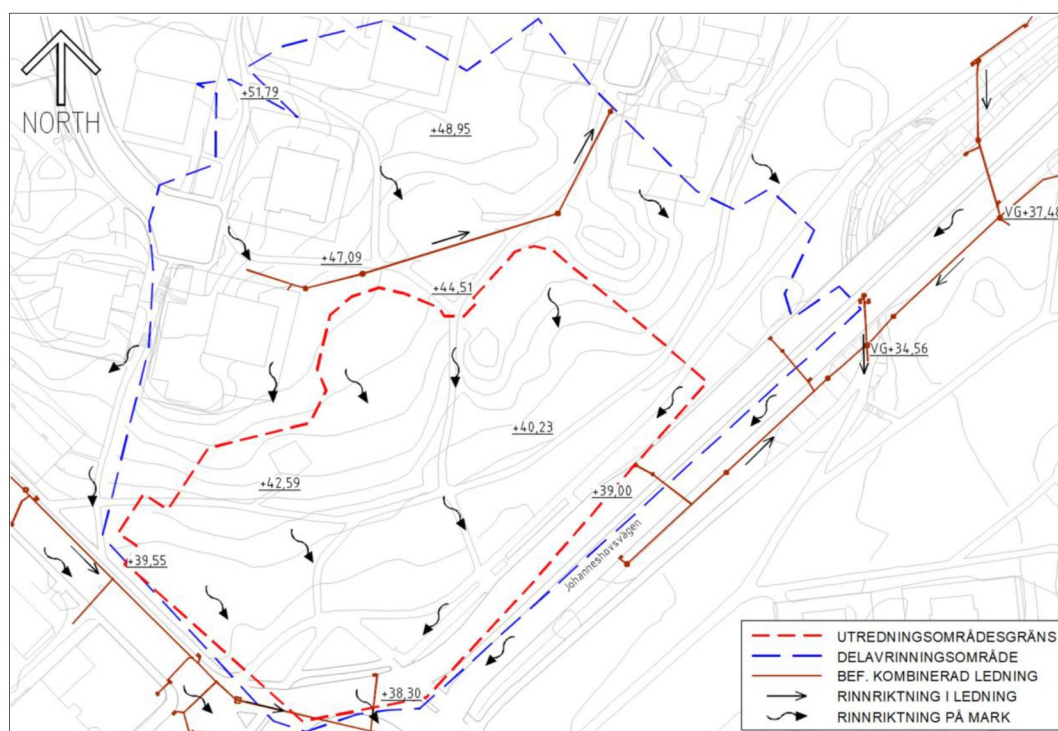 +51,79
NORTH
+48,95
VG+37,48
+47,09
+44,51
VG+34,56
+40,23
+42,59
+39,00
Johanneshovsvägen
+39,55
+38,30
UTREDNINGSOMRÅDESGRÄNS
DELAVRINNINGSOMRÅDE
BEF. KOMBINERAD LEDNING
RINNRIKTNING I LEDNING
RINNRIKTNING PÅ MARK